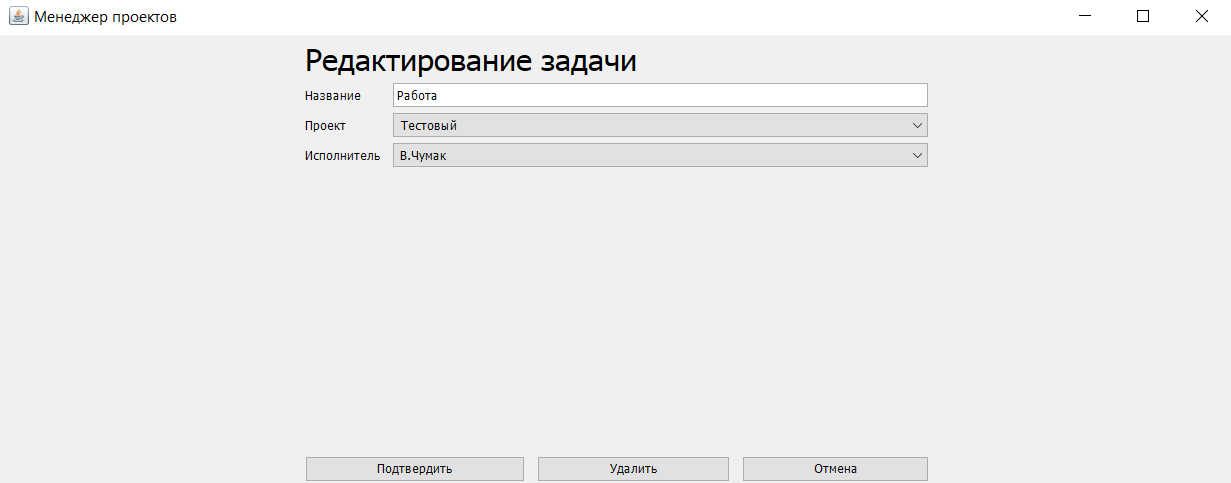 Менеджер проектов
Редактирование задачи
Название Работа
Проект Тестовый
Исполнитель В.Чумак
Подтвердить Удалить Отмена